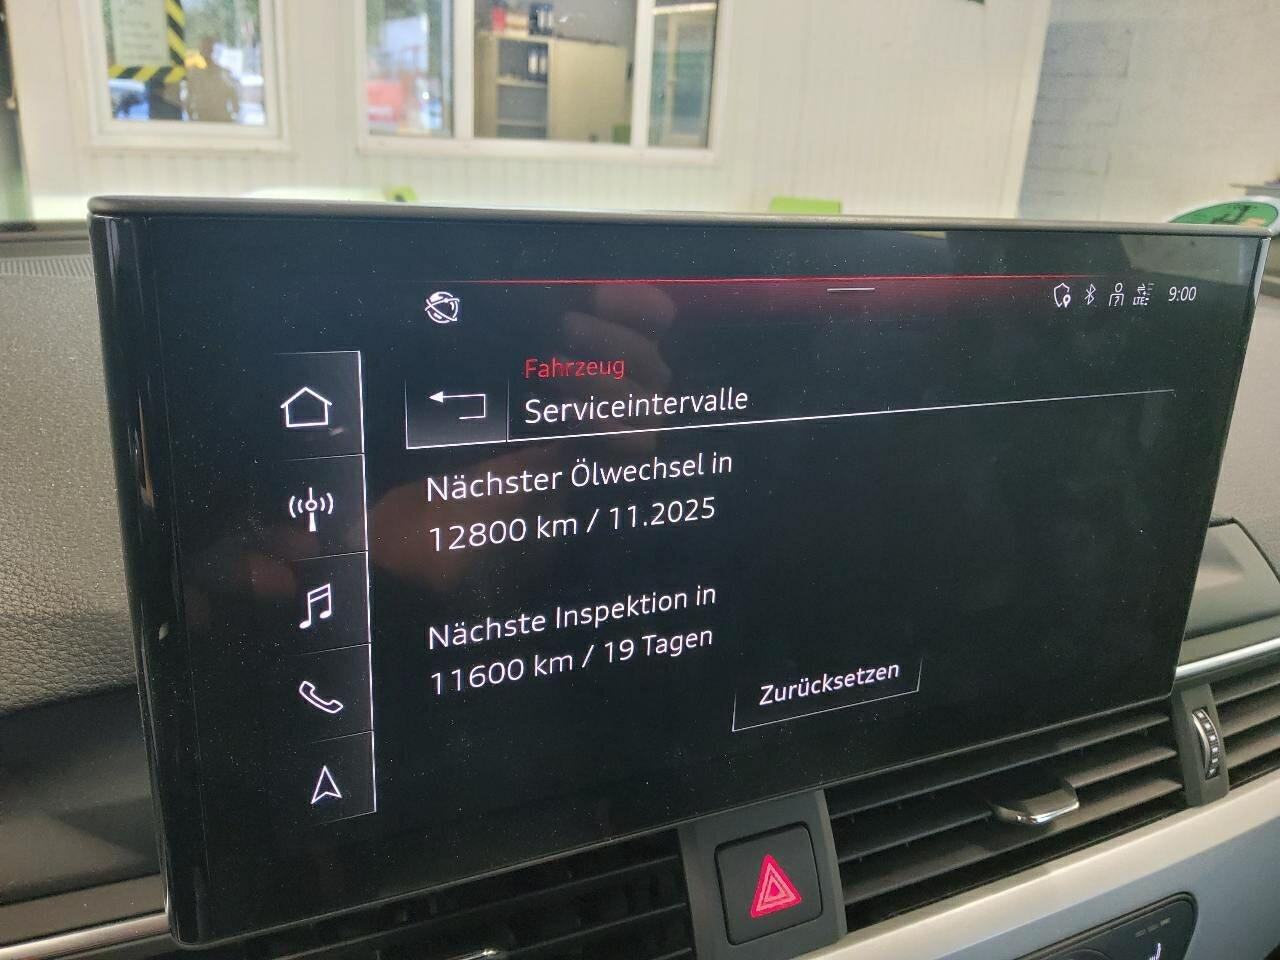 9:00
LTE
Fahrzeug
Serviceintervalle
Nächster Ölwechsel in
12800 km / 11.2025
Nächste Inspektion in
11600 km / 19 Tagen
Zurücksetzen